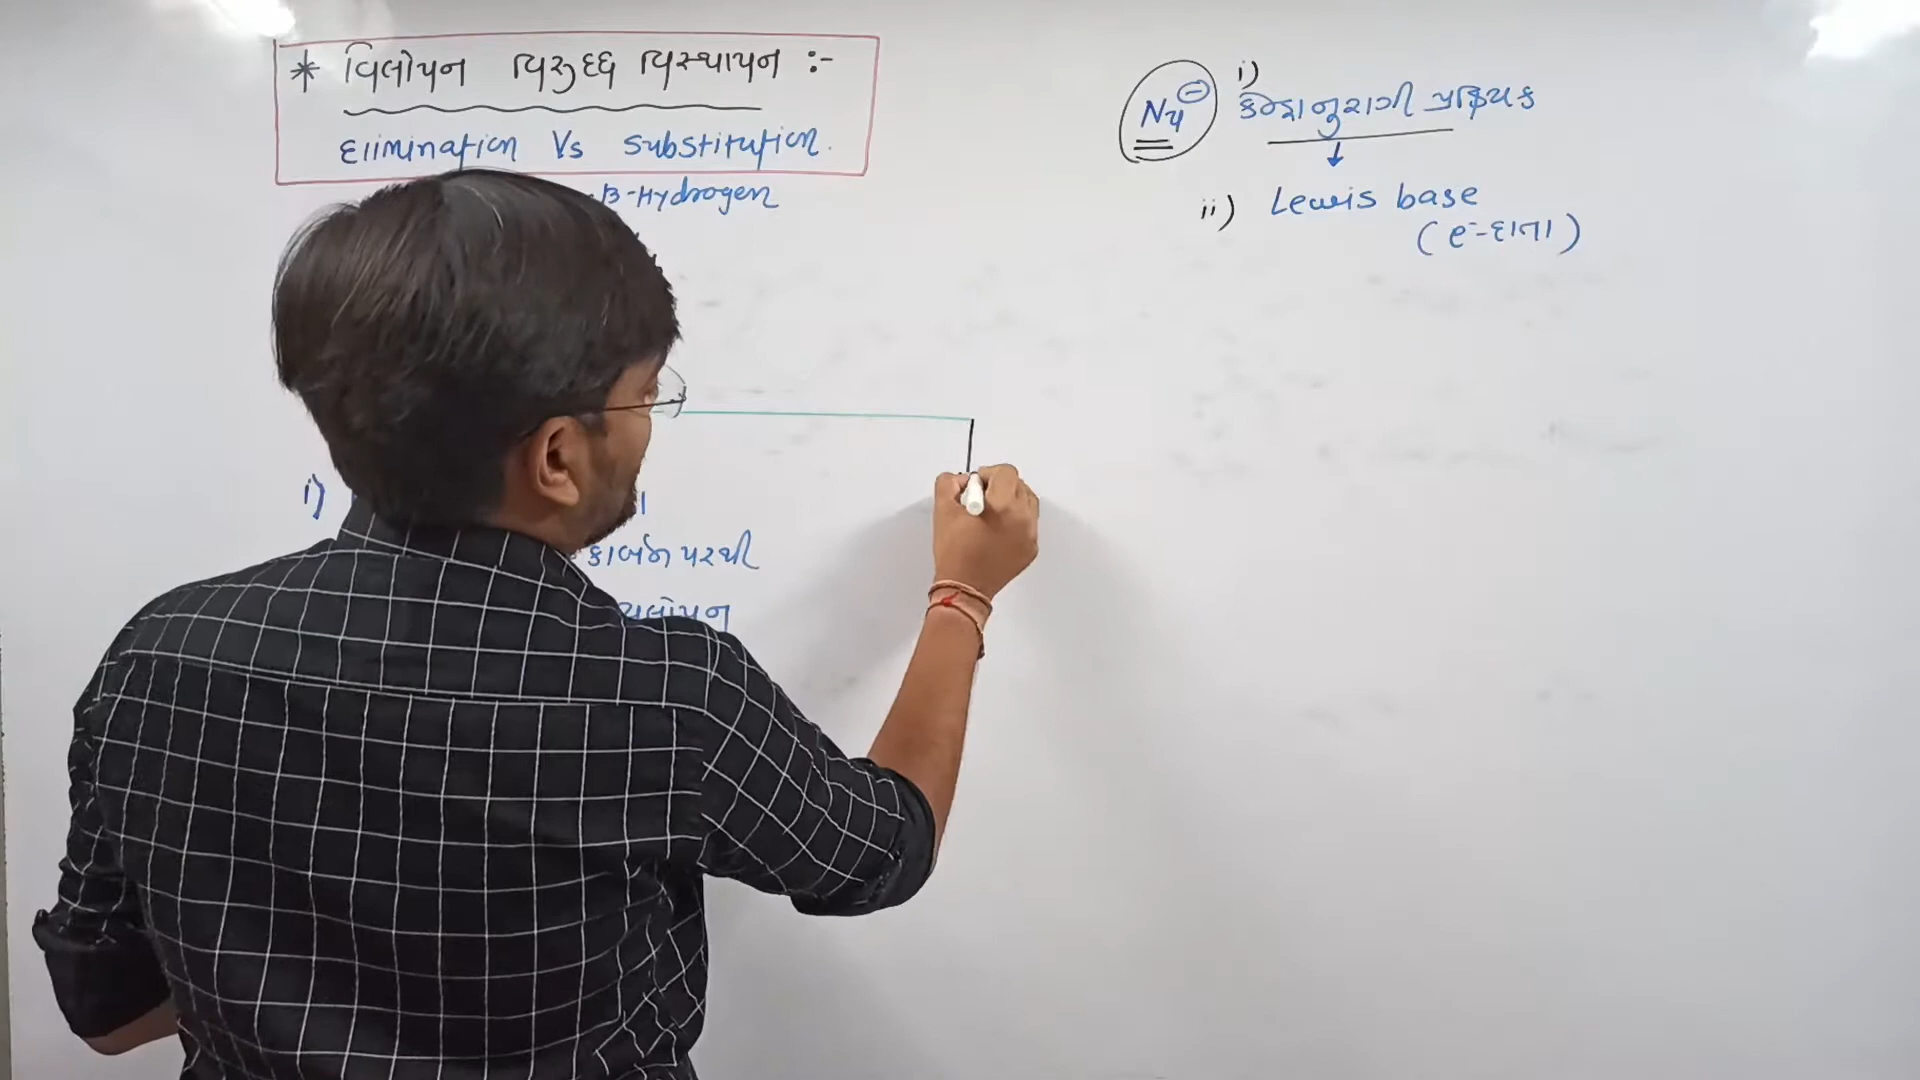 * વિલોપન વિરુદ્ધ વિસ્થાપન :-
Elimination Vs Substitution.
β-Hydrogen
i)
કાર્બન પરથી
વિલોપન
Nu⊖
i) કેન્દ્રાનુરાગી પ્રક્રિયક
↓
ii) Lewis base
(e⁻-દાતા)